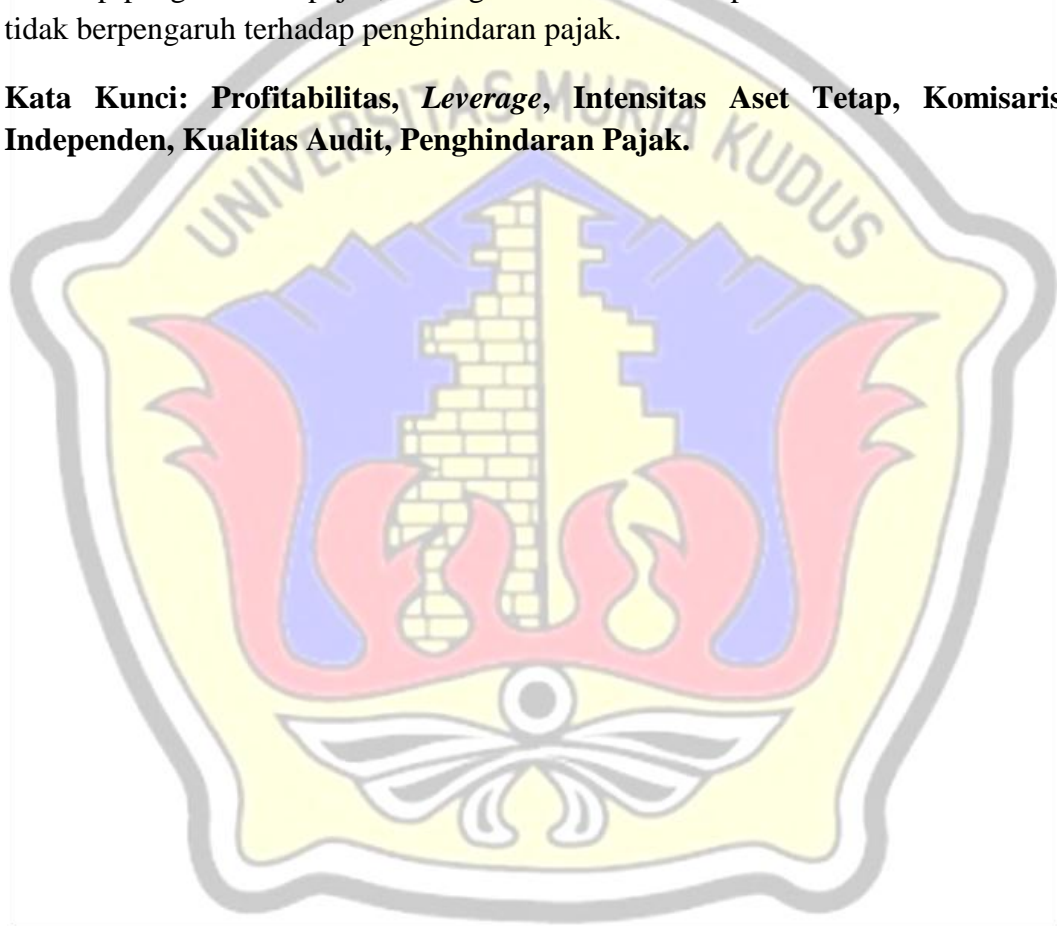 tidak berpengaruh terhadap penghindaran pajak.
Kata Kunci: Profitabilitas, Leverage, Intensitas Aset Tetap, Komisaris
Independen, Kualitas Audit, Penghindaran Pajak.
UNIVERSITAS MURIA KUDUS